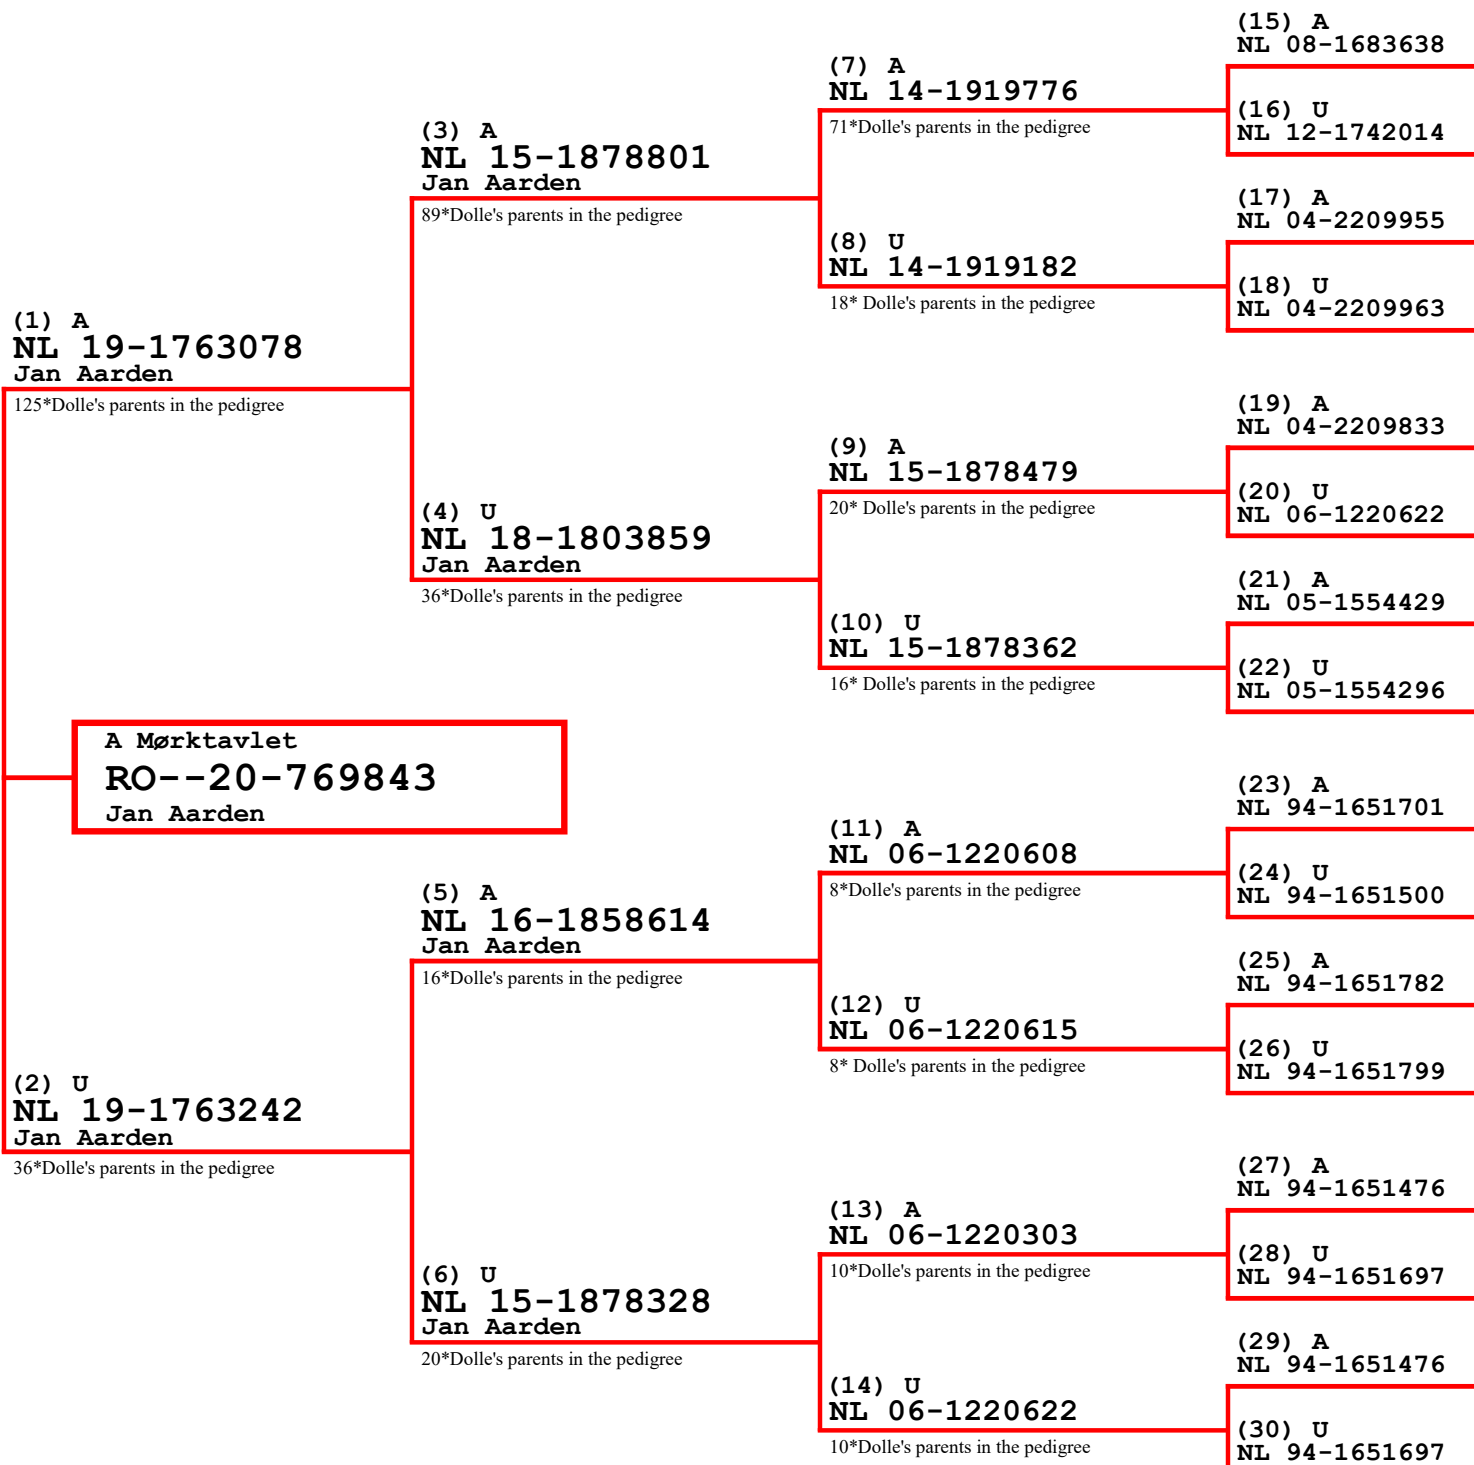 (1) A
NL 19-1763078
Jan Aarden
125*Dolle's parents in the pedigree
A Mørktavlet
RO--20-769843
Jan Aarden
(2) U
NL 19-1763242
Jan Aarden
36*Dolle's parents in the pedigree
(3) A
NL 15-1878801
Jan Aarden
89*Dolle's parents in the pedigree
(4) U
NL 18-1803859
Jan Aarden
36*Dolle's parents in the pedigree
(5) A
NL 16-1858614
Jan Aarden
16*Dolle's parents in the pedigree
(6) U
NL 15-1878328
Jan Aarden
20*Dolle's parents in the pedigree
(7) A
NL 14-1919776
71*Dolle's parents in the pedigree
(8) U
NL 14-1919182
18* Dolle's parents in the pedigree
(9) A
NL 15-1878479
20* Dolle's parents in the pedigree
(10) U
NL 15-1878362
16* Dolle's parents in the pedigree
(11) A
NL 06-1220608
8*Dolle's parents in the pedigree
(12) U
NL 06-1220615
8* Dolle's parents in the pedigree
(13) A
NL 06-1220303
10*Dolle's parents in the pedigree
(14) U
NL 06-1220622
10*Dolle's parents in the pedigree
(15) A
NL 08-1683638
(16) U
NL 12-1742014
(17) A
NL 04-2209955
(18) U
NL 04-2209963
(19) A
NL 04-2209833
(20) U
NL 06-1220622
(21) A
NL 05-1554429
(22) U
NL 05-1554296
(23) A
NL 94-1651701
(24) U
NL 94-1651500
(25) A
NL 94-1651782
(26) U
NL 94-1651799
(27) A
NL 94-1651476
(28) U
NL 94-1651697
(29) A
NL 94-1651476
(30) U
NL 94-1651697